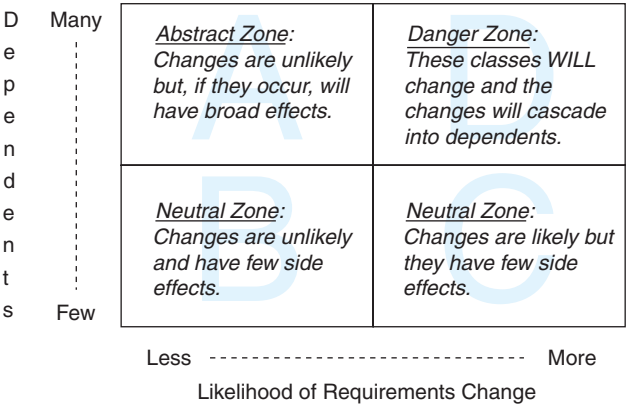 Dependents
Many
Few
A
Abstract Zone:
Changes are unlikely
but, if they occur, will
have broad effects.
D
Danger Zone:
These classes WILL
change and the
changes will cascade
into dependents.
B
Neutral Zone:
Changes are unlikely
and have few side
effects.
C
Neutral Zone:
Changes are likely but
they have few side
effects.
Less
More
Likelihood of Requirements Change